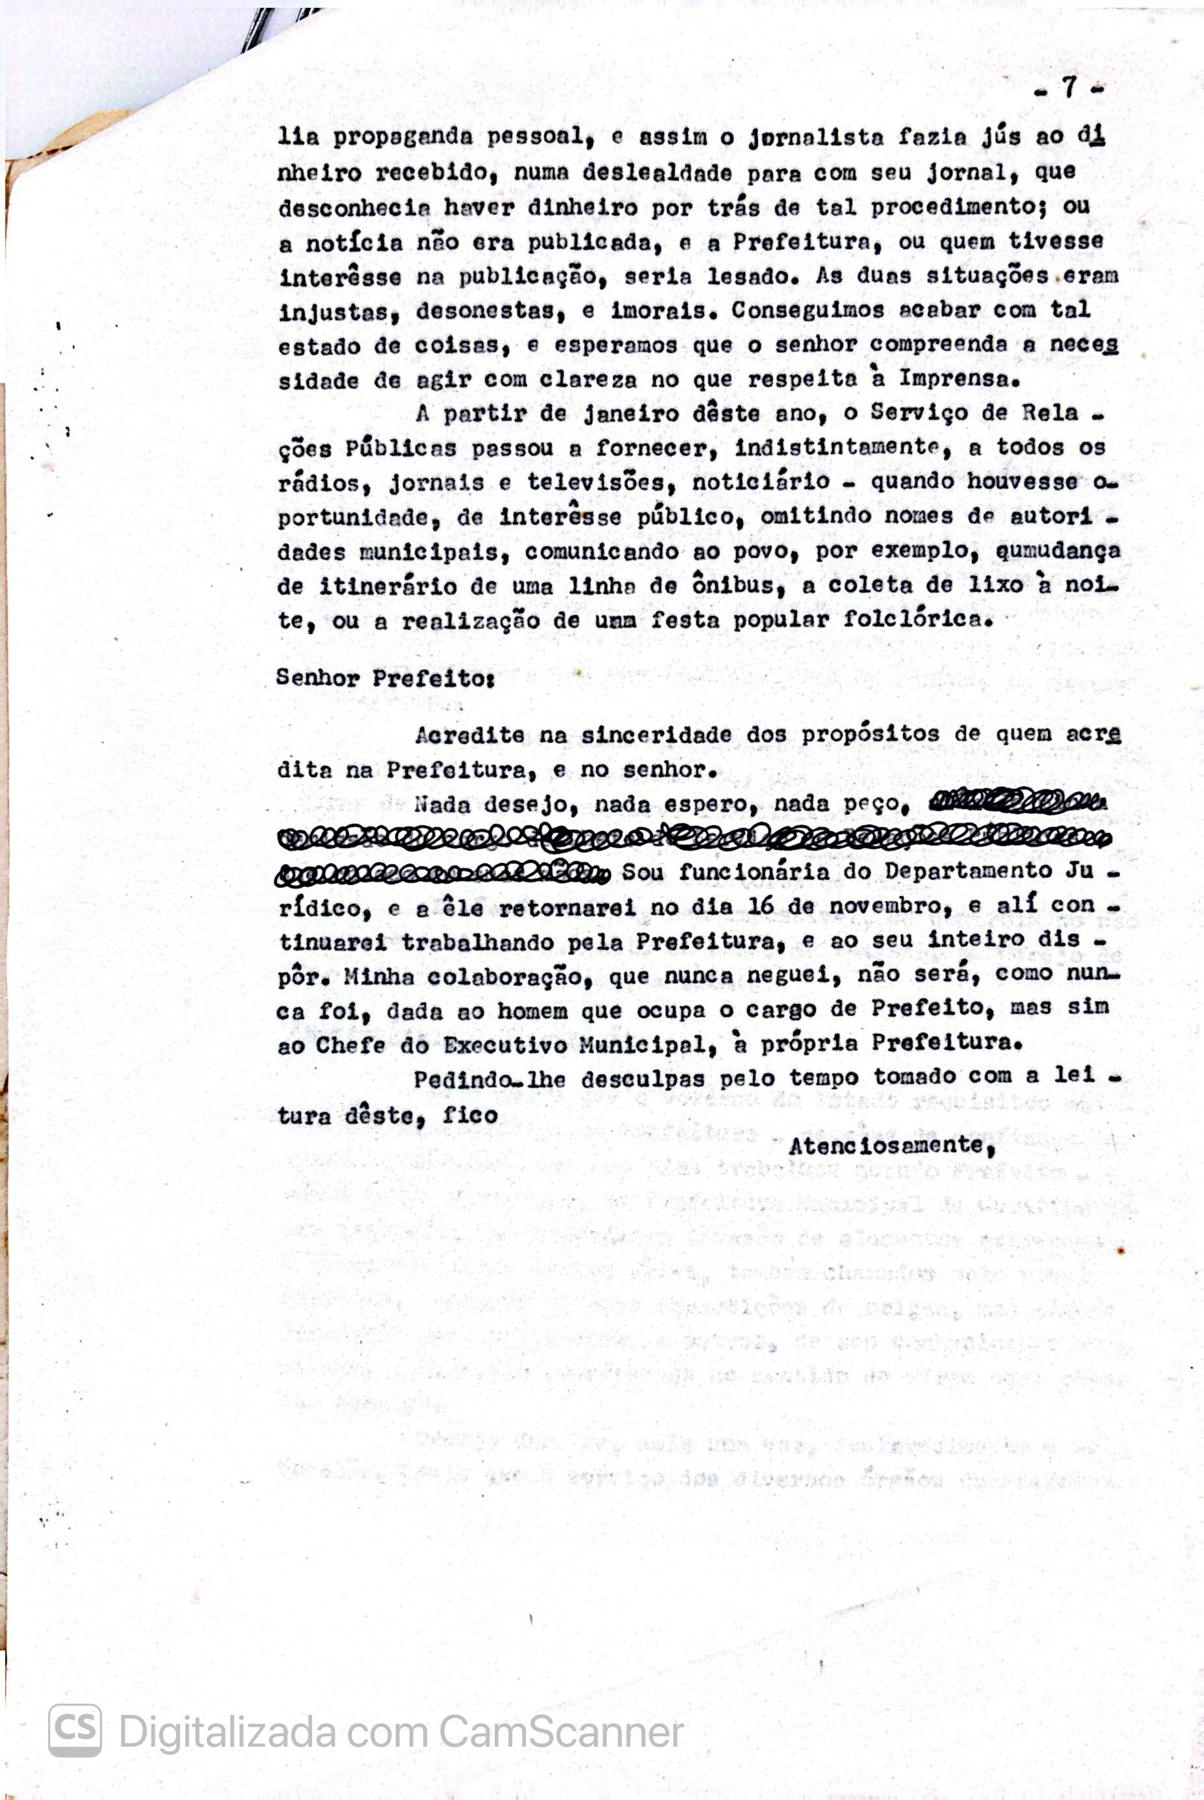 - 7 -
lia propaganda pessoal, e assim o jornalista fazia jús ao di
nheiro recebido, numa deslealdade para com seu jornal, que
desconhecia haver dinheiro por trás de tal procedimento; ou
a notícia não era publicada, e a Prefeitura, ou quem tivesse
interêsse na publicação, seria lesado. As duas situações eram
injustas, desonestas, e imorais. Conseguimos acabar com tal
estado de coisas, e esperamos que o senhor compreenda a neces
sidade de agir com clareza no que respeita à Imprensa.
A partir de janeiro dêste ano, o Serviço de Rela -
ções Públicas passou a fornecer, indistintamente, a todos os
rádios, jornais e televisões, noticiário - quando houvesse o-
portunidade, de interêsse público, omitindo nomes de autori -
dades municipais, comunicando ao povo, por exemplo, qumudança
de itinerário de uma linha de ônibus, a coleta de lixo à noi-
te, ou a realização de uma festa popular folclórica.
Senhor Prefeito:
Acredite na sinceridade dos propósitos de quem acre
dita na Prefeitura, e no senhor.
Nada desejo, nada espero, nada peço,
Sou funcionária do Departamento Ju -
rídico, e a êle retornarei no dia 16 de novembro, e alí con -
tinuarei trabalhando pela Prefeitura, e ao seu inteiro dis -
pôr. Minha colaboração, que nunca neguei, não será, como nun-
ca foi, dada ao homem que ocupa o cargo de Prefeito, mas sim
ao Chefe do Executivo Municipal, à própria Prefeitura.
Pedindo-lhe desculpas pelo tempo tomado com a lei -
tura dêste, fico
Atenciosamente,
CS Digitalizada com CamScanner